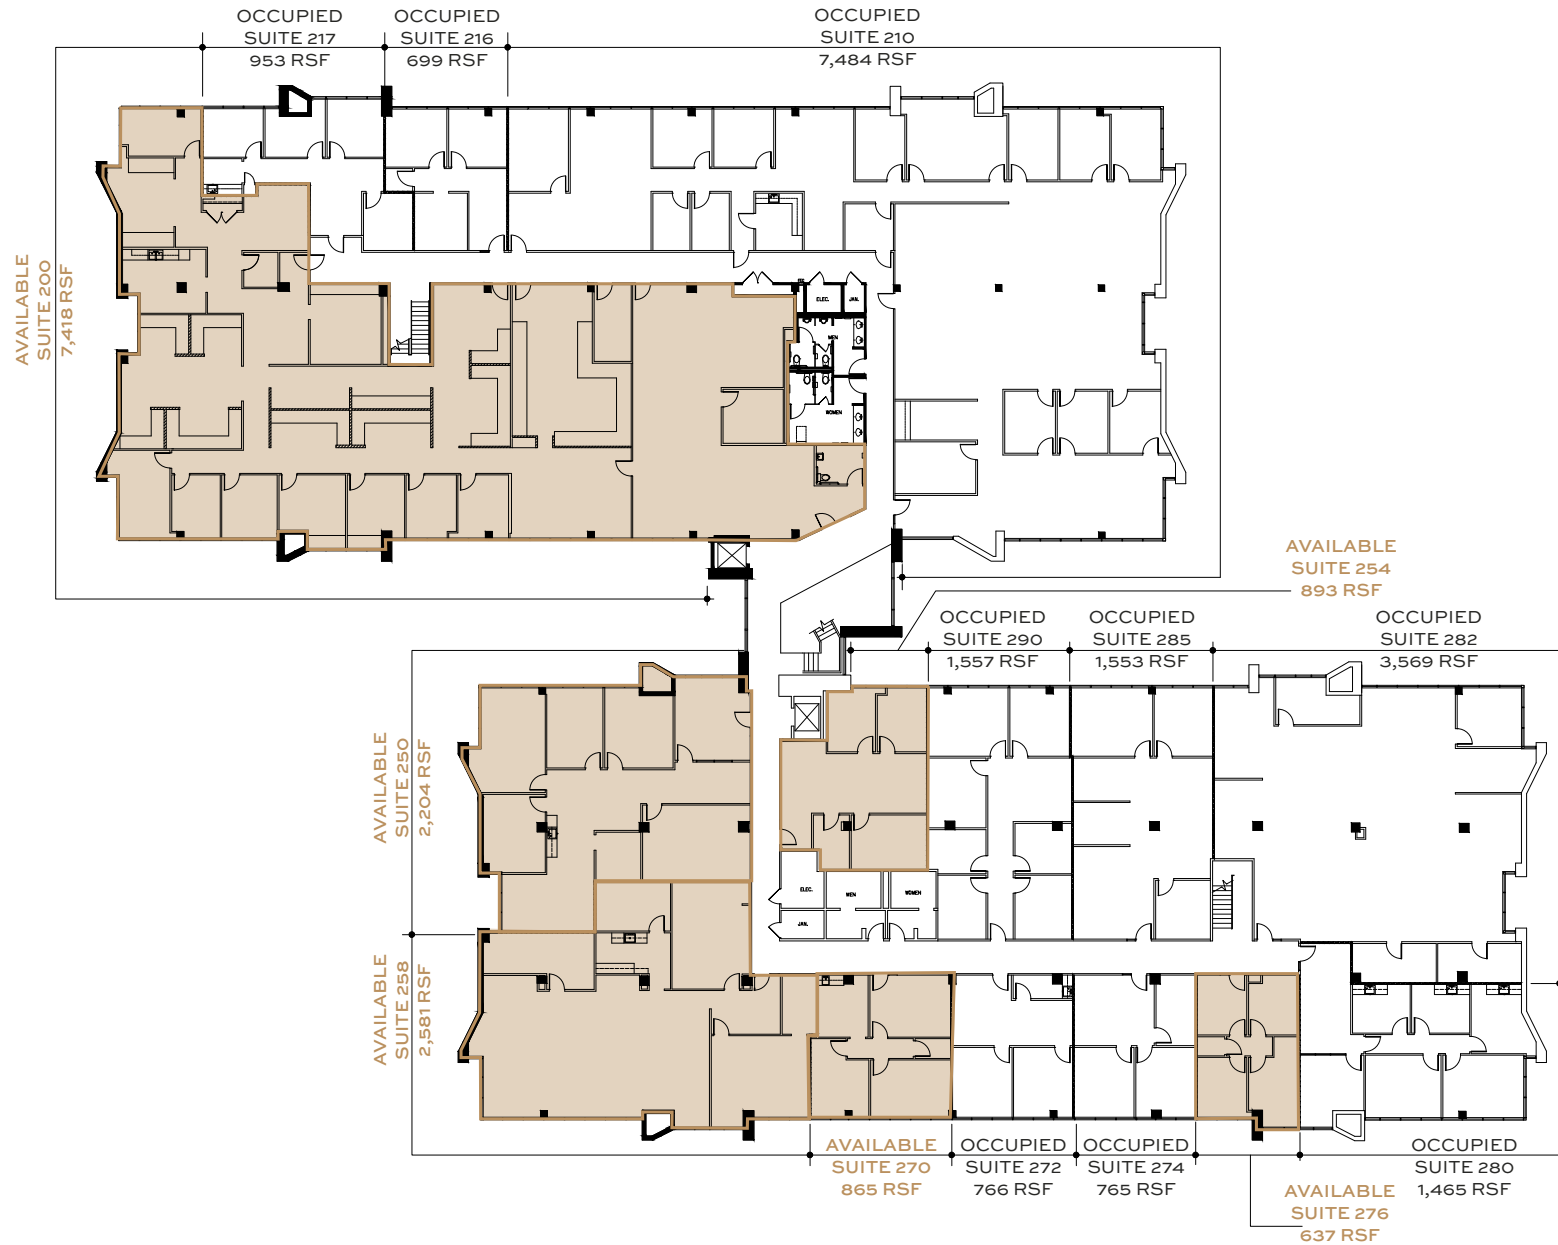 OCCUPIED
SUITE 217
953 RSF
OCCUPIED
SUITE 216
699 RSF
OCCUPIED
SUITE 210
7,484 RSF
AVAILABLE
SUITE 200
7,418 RSF
ELEC.
JAN.
MEN
WOMEN
AVAILABLE
SUITE 254
893 RSF
OCCUPIED
SUITE 290
1,557 RSF
OCCUPIED
SUITE 285
1,553 RSF
OCCUPIED
SUITE 282
3,569 RSF
AVAILABLE
SUITE 250
2,204 RSF
ELEC.
MEN
WOMEN
JAN.
AVAILABLE
SUITE 258
2,581 RSF
AVAILABLE
SUITE 270
865 RSF
OCCUPIED
SUITE 272
766 RSF
OCCUPIED
SUITE 274
765 RSF
AVAILABLE
SUITE 276
637 RSF
OCCUPIED
SUITE 280
1,465 RSF